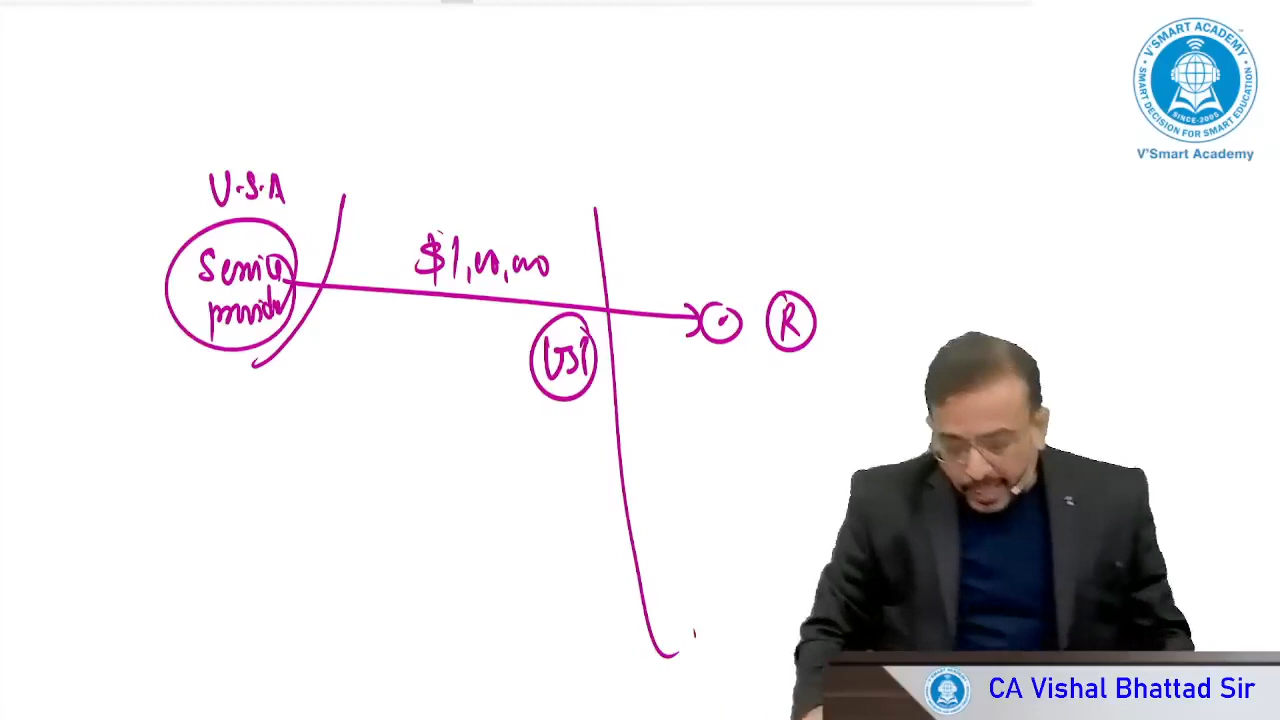 V'SMART ACADEMY
SMART DECISION FOR SMART EDUCATION
SINCE-2005
V'Smart Academy
U.S.A
Service
provider
$1,00,000
R
CA Vishal Bhattad Sir